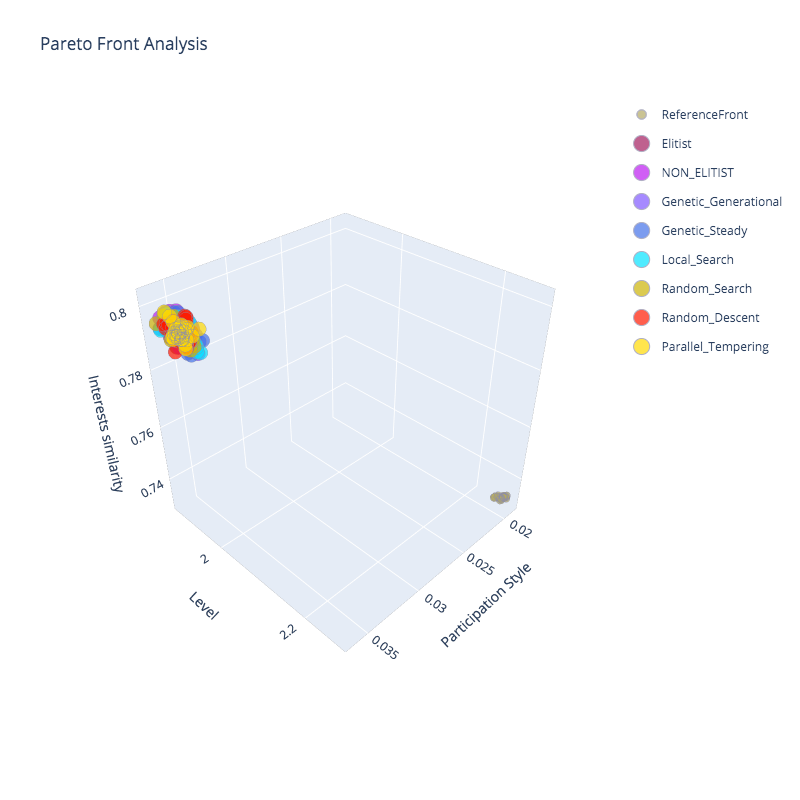 Pareto Front Analysis
ReferenceFront
Elitist
NON_ELITIST
Genetic_Generational
Genetic_Steady
Local_Search
Random_Search
Random_Descent
Parallel_Tempering
0.8
0.78
0.76
0.74
Interests similarity
2
2.2
Level
0.02
0.025
0.03
0.035
Participation Style